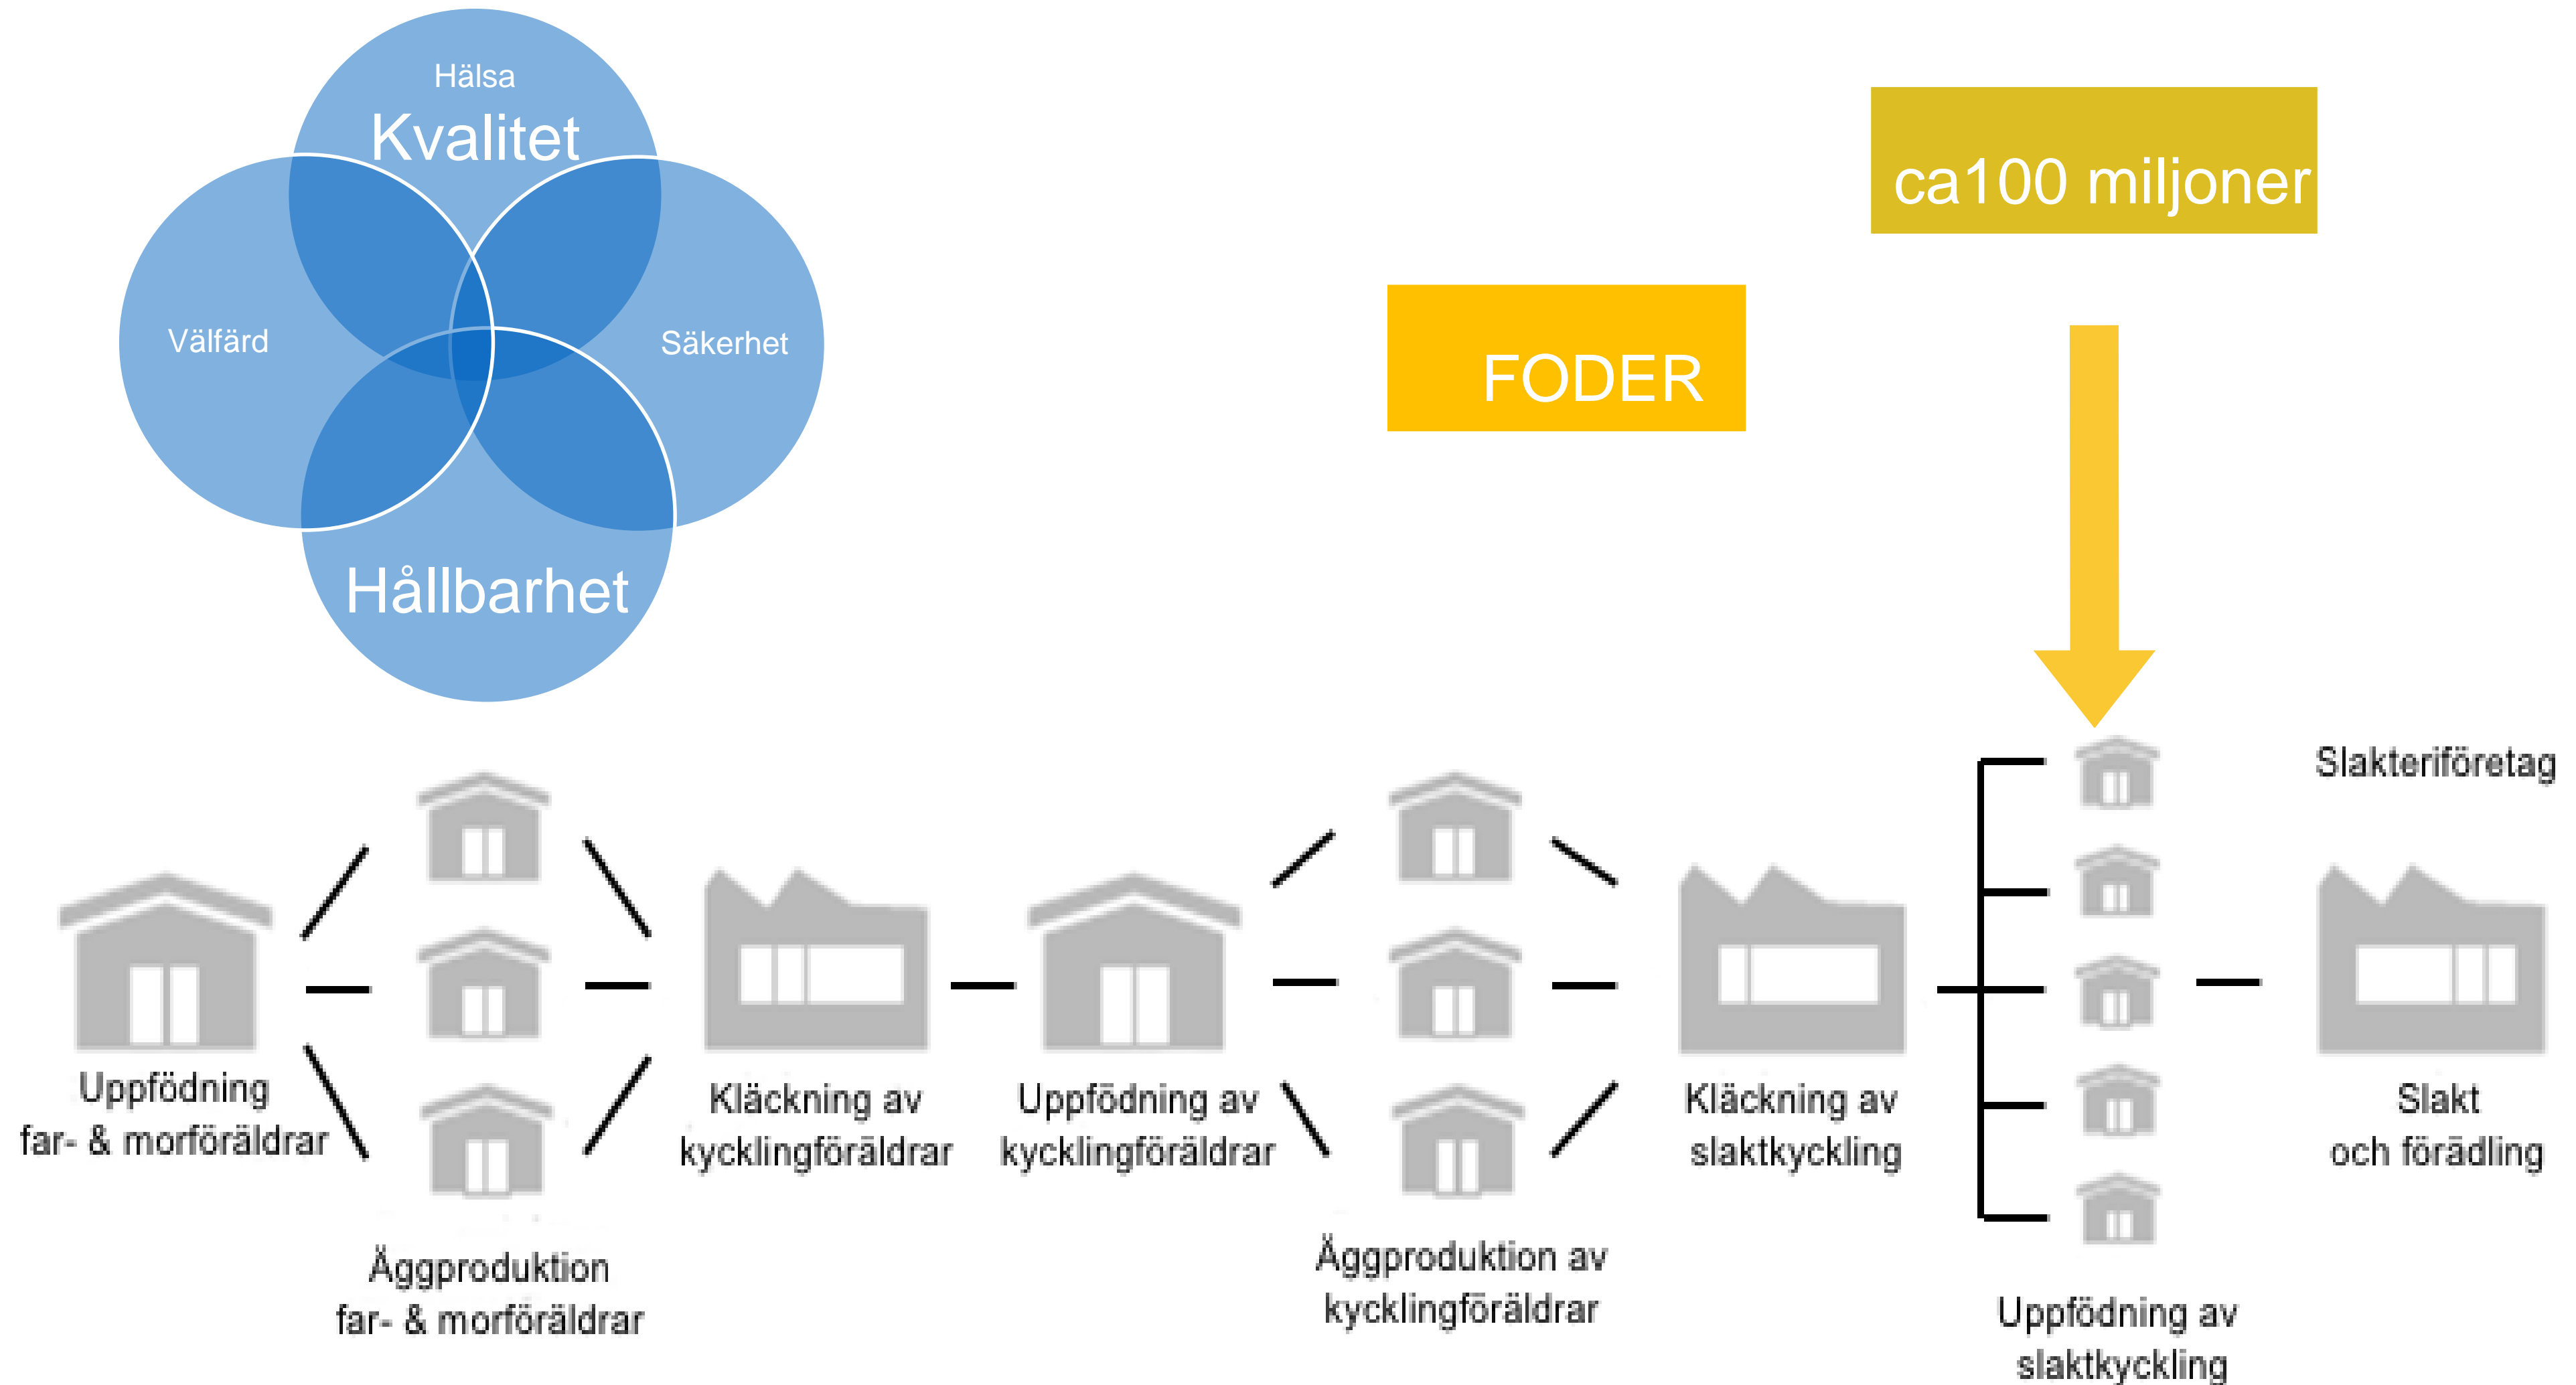 Hälsa
Kvalitet
Välfärd
Säkerhet
Hållbarhet
ca100 miljoner
FODER
Slakteriföretag
Uppfödning
far- & morföräldrar
Äggproduktion
far- & morföräldrar
Kläckning av
kycklingföräldrar
Uppfödning av
kycklingföräldrar
Äggproduktion av
kycklingföräldrar
Kläckning av
slaktkyckling
Uppfödning av
slaktkyckling
Slakt
och förädling